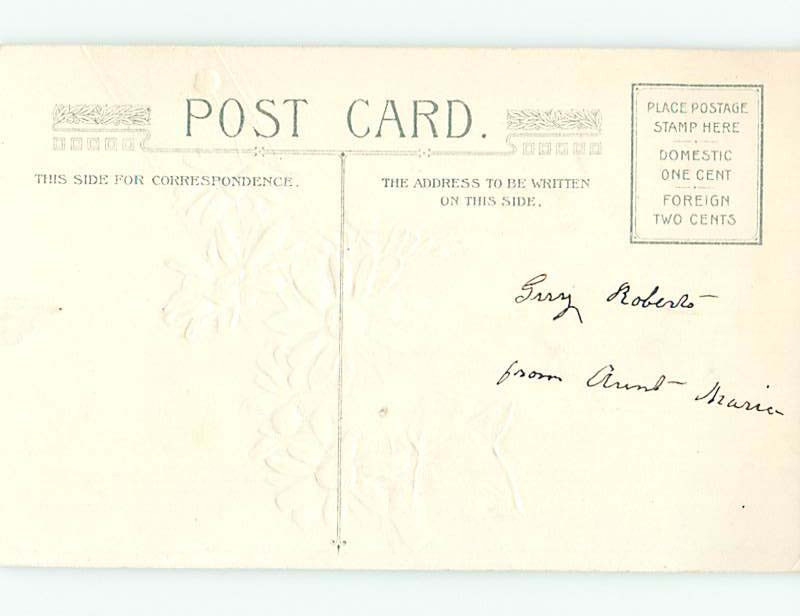 POST CARD.
THIS SIDE FOR CORRESPONDENCE.
THE ADDRESS TO BE WRITTEN
ON THIS SIDE.
PLACE POSTAGE
STAMP HERE
DOMESTIC
ONE CENT
FOREIGN
TWO CENTS
Roberts
from Aunt Maria